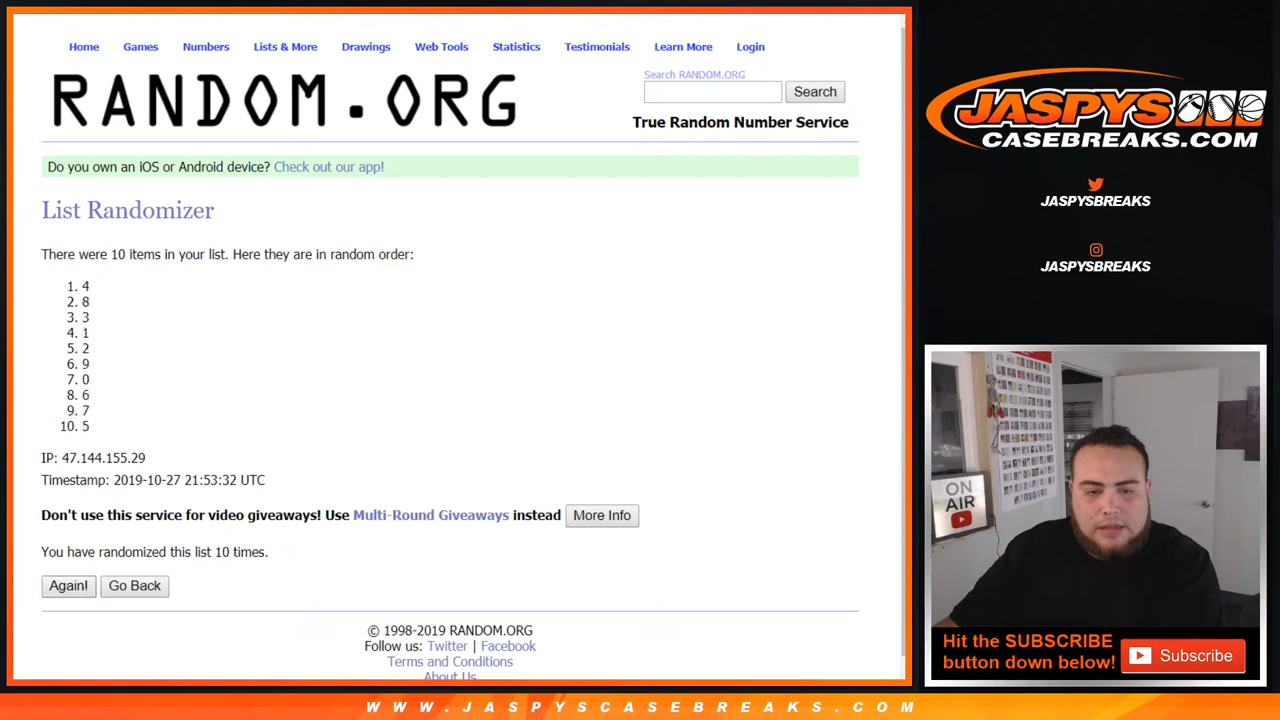 Home Games Numbers Lists & More Drawings Web Tools Statistics Testimonials Learn More Login
RANDOM.ORG
Search RANDOM.ORG
Search
True Random Number Service
Do you own an iOS or Android device? Check out our app!
List Randomizer
There were 10 items in your list. Here they are in random order:
1. 4
2. 8
3. 3
4. 1
5. 2
6. 9
7. 0
8. 6
9. 7
10. 5
IP: 47.144.155.29
Timestamp: 2019-10-27 21:53:32 UTC
Don't use this service for video giveaways! Use Multi-Round Giveaways instead More Info
You have randomized this list 10 times.
Again! Go Back
© 1998-2019 RANDOM.ORG
Follow us: Twitter | Facebook
Terms and Conditions
About Us
JASPYS
CASEBREAKS.COM
JASPYSBREAKS
JASPYSBREAKS
ON
AIR
Hit the SUBSCRIBE
button down below!
Subscribe
WWW.JASPYSCASEBREAKS.COM